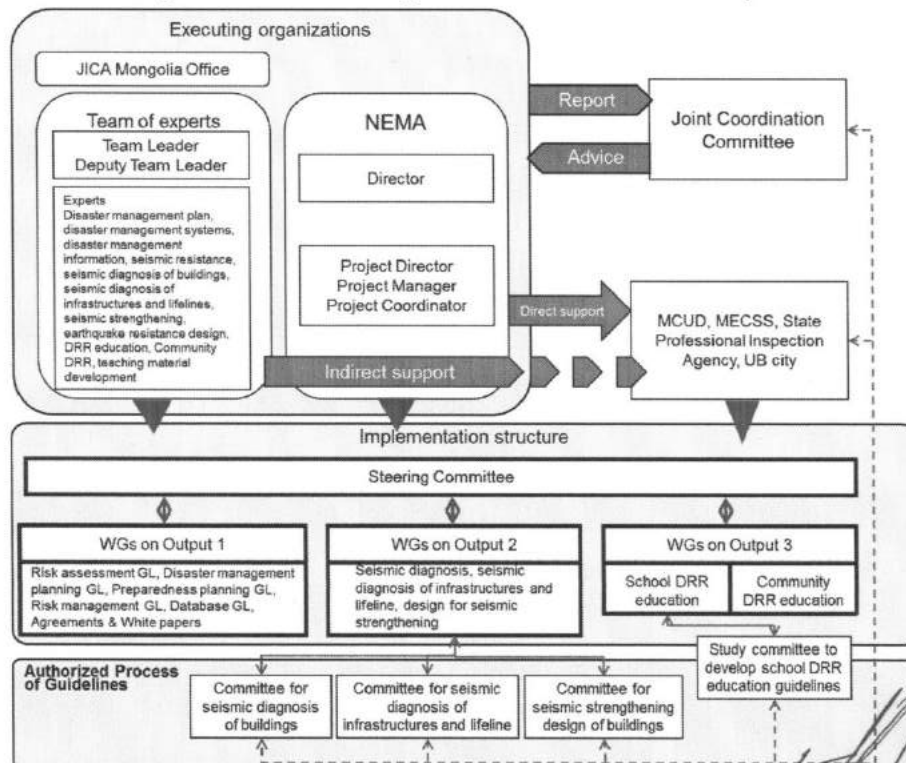 Executing organizations
JICA Mongolia Office
Team of experts
Team Leader
Deputy Team Leader
Experts
Disaster management plan,
disaster management systems,
disaster management
information, seismic resistance,
seismic diagnosis of buildings,
seismic diagnosis of
infrastructures and lifelines,
seismic strengthening,
earthquake resistance design,
DRR education, Community
DRR, teaching material
development
NEMA
Director
Project Director
Project Manager
Project Coordinator
Report
Advice
Joint Coordination
Committee
Direct support
Indirect support
MCUD, MECSS, State
Professional Inspection
Agency, UB city
Implementation structure
Steering Committee
WGs on Output 1
Risk assessment GL, Disaster management
planning GL, Preparedness planning GL,
Risk management GL, Database GL,
Agreements & White papers
WGs on Output 2
Seismic diagnosis, seismic
diagnosis of infrastructures and
lifeline, design for seismic
strengthening
WGs on Output 3
School DRR
education
Community
DRR education
Authorized Process
of Guidelines
Committee for
seismic diagnosis
of buildings
Committee for seismic
diagnosis of
infrastructures and lifeline
Committee for
seismic strengthening
design of buildings
Study committee to
develop school DRR
education guidelines